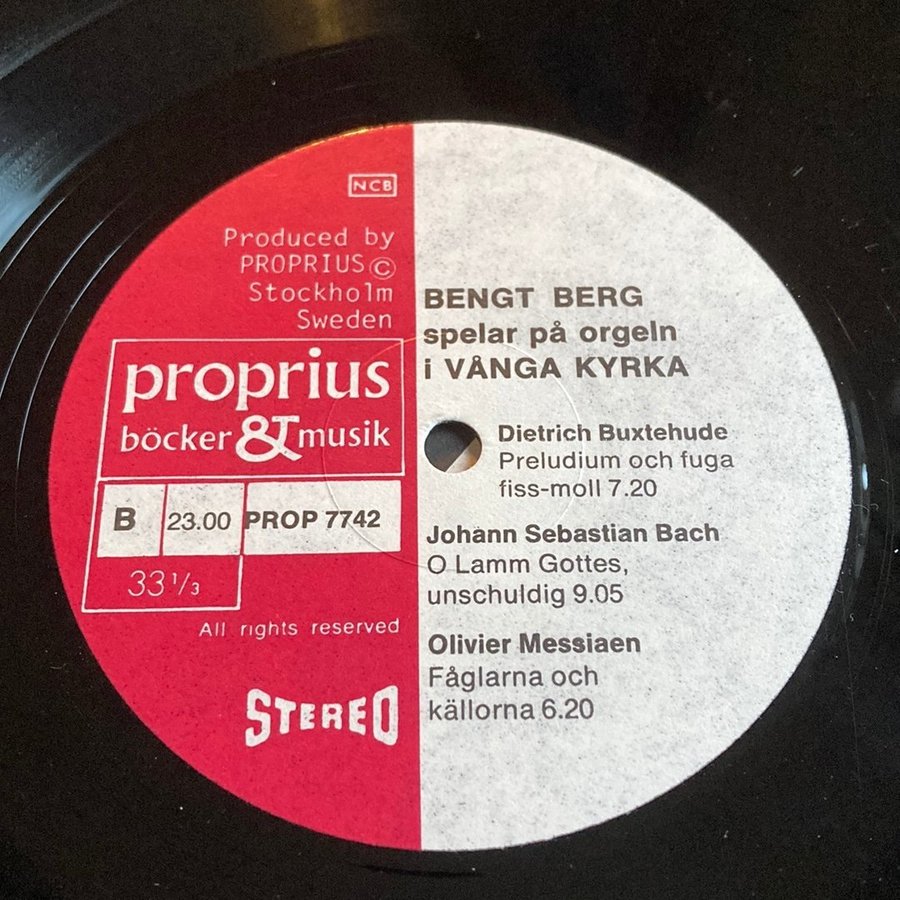 NCB
Produced by
PROPRIUS ©
Stockholm
Sweden
proprius
böcker & musik
B 23.00 PROP 7742
33 1/3
All rights reserved
STEREO
BENGT BERG
spelar på orgeln
i VÅNGA KYRKA
Dietrich Buxtehude
Preludium och fuga
fiss-moll 7.20
Johann Sebastian Bach
O Lamm Gottes,
unschuldig 9.05
Olivier Messiaen
Fåglarna och
källorna 6.20